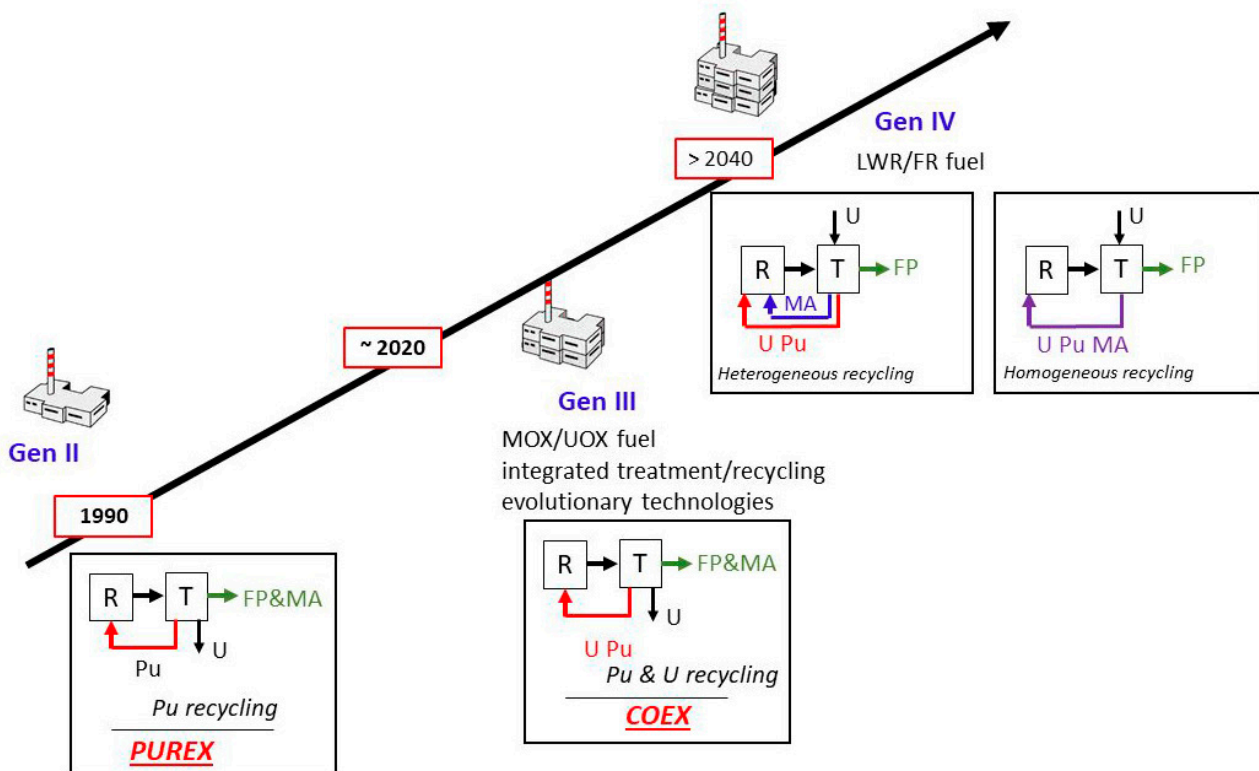 Gen II
1990
R
T
FP&MA
U
Pu
Pu recycling
PUREX
~ 2020
Gen III
MOX/UOX fuel
integrated treatment/recycling
evolutionary technologies
R
T
FP&MA
U
U Pu
Pu & U recycling
COEX
> 2040
Gen IV
LWR/FR fuel
U
R
T
FP
MA
U Pu
Heterogeneous recycling
U
R
T
FP
U Pu MA
Homogeneous recycling